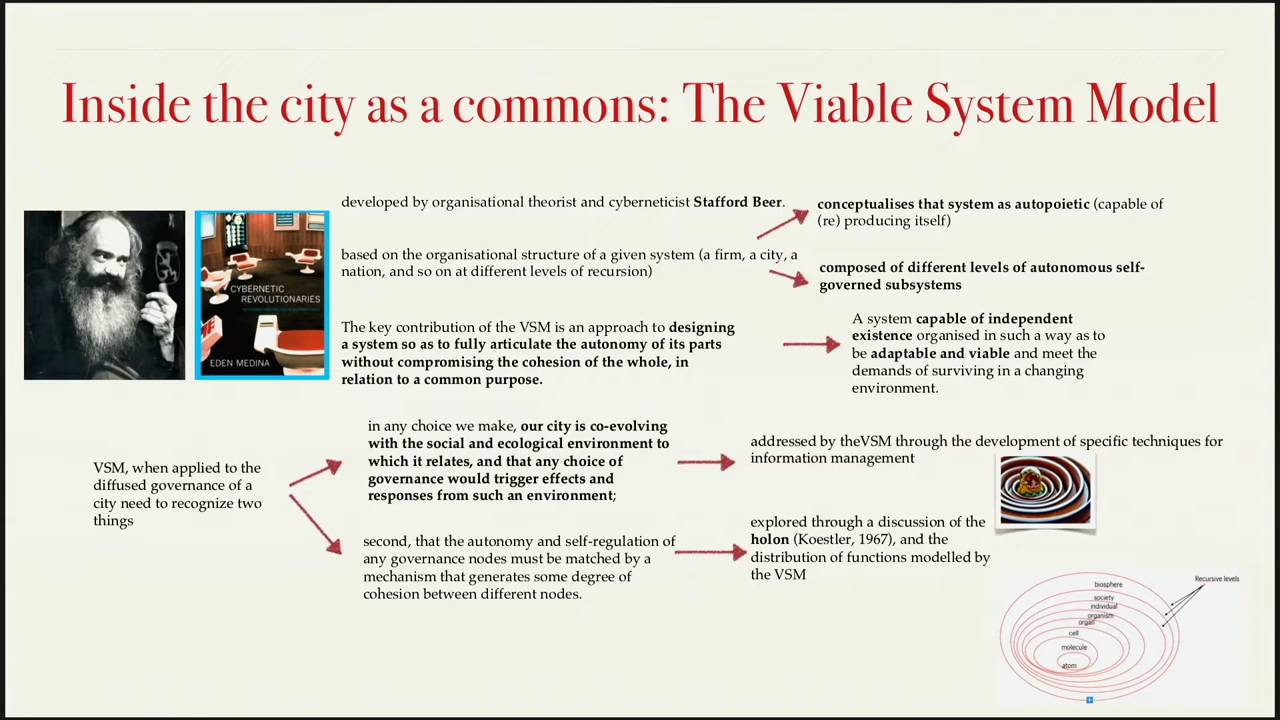 Inside the city as a commons: The Viable System Model
developed by organisational theorist and cyberneticist Stafford Beer.
based on the organisational structure of a given system (a firm, a city, a
nation, and so on at different levels of recursion)
conceptualises that system as autopoietic (capable of
(re) producing itself)
composed of different levels of autonomous self-
governed subsystems
CYBERNETIC
REVOLUTIONARIES
EDEN MEDINA
The key contribution of the VSM is an approach to designing
a system so as to fully articulate the autonomy of its parts
without compromising the cohesion of the whole, in
relation to a common purpose.
A system capable of independent
existence organised in such a way as to
be adaptable and viable and meet the
demands of surviving in a changing
environment.
VSM, when applied to the
diffused governance of a
city need to recognize two
things
in any choice we make, our city is co-evolving
with the social and ecological environment to
which it relates, and that any choice of
governance would trigger effects and
responses from such an environment;
addressed by theVSM through the development of specific techniques for
information management
second, that the autonomy and self-regulation of
any governance nodes must be matched by a
mechanism that generates some degree of
cohesion between different nodes.
explored through a discussion of the
holon (Koestler, 1967), and the
distribution of functions modelled by
the VSM
Recursive levels
biosphere
society
individual
organism
organ
cell
molecule
atom